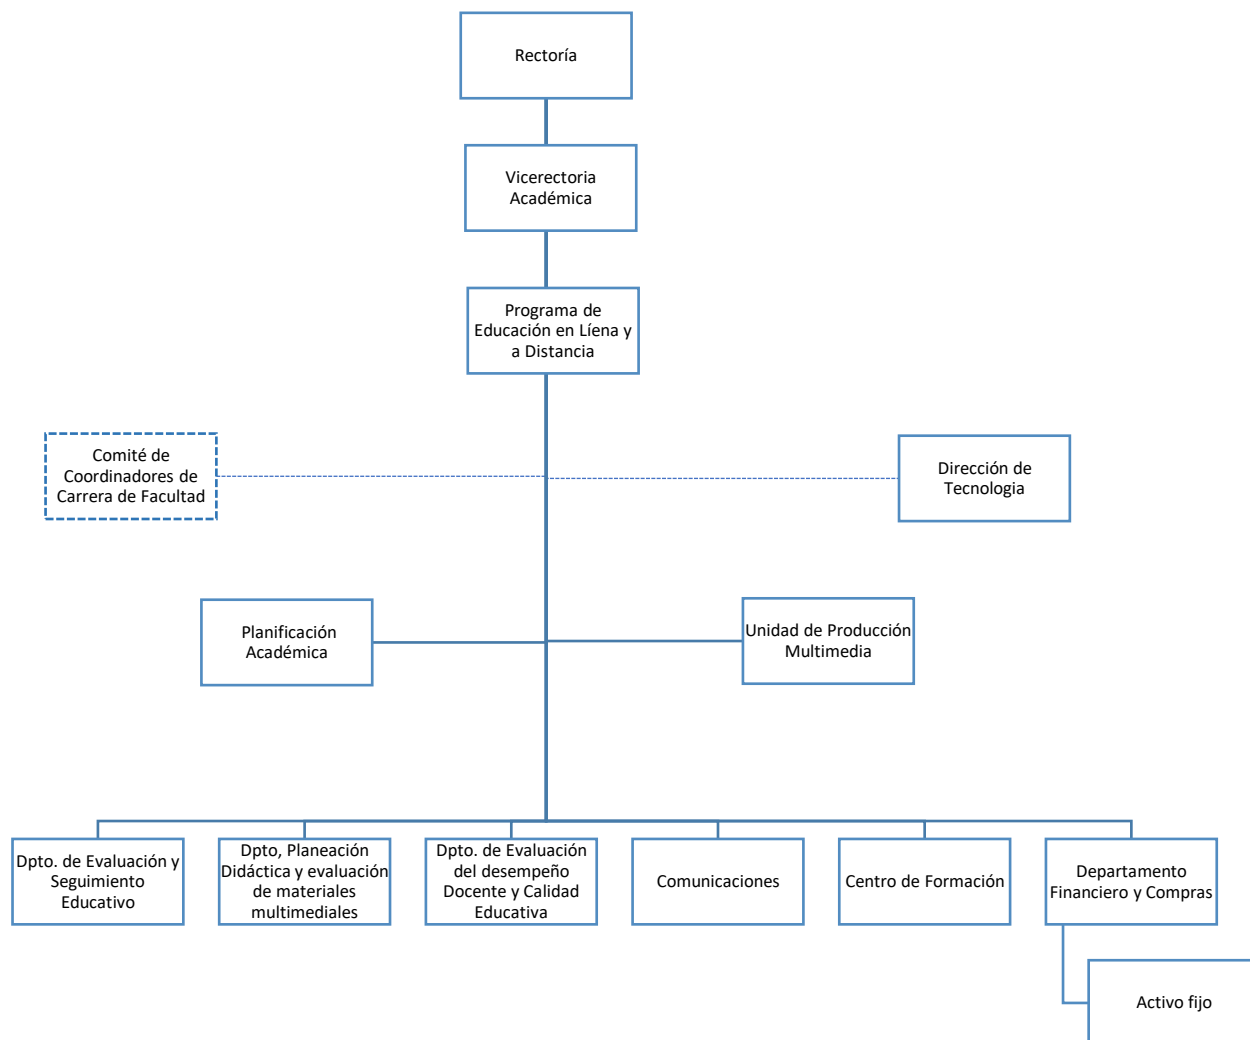 Rectoría
Vicerectoria
Académica
Programa de
Educación en Líena y
a Distancia
Comité de
Coordinadores de
Carrera de Facultad
Dirección de
Tecnologia
Planificación
Académica
Unidad de Producción
Multimedia
Dpto. de Evaluación y
Seguimiento
Educativo
Dpto, Planeación
Didáctica y evaluación
de materiales
multimediales
Dpto. de Evaluación
del desempeño
Docente y Calidad
Educativa
Comunicaciones
Centro de Formación
Departamento
Financiero y Compras
Activo fijo